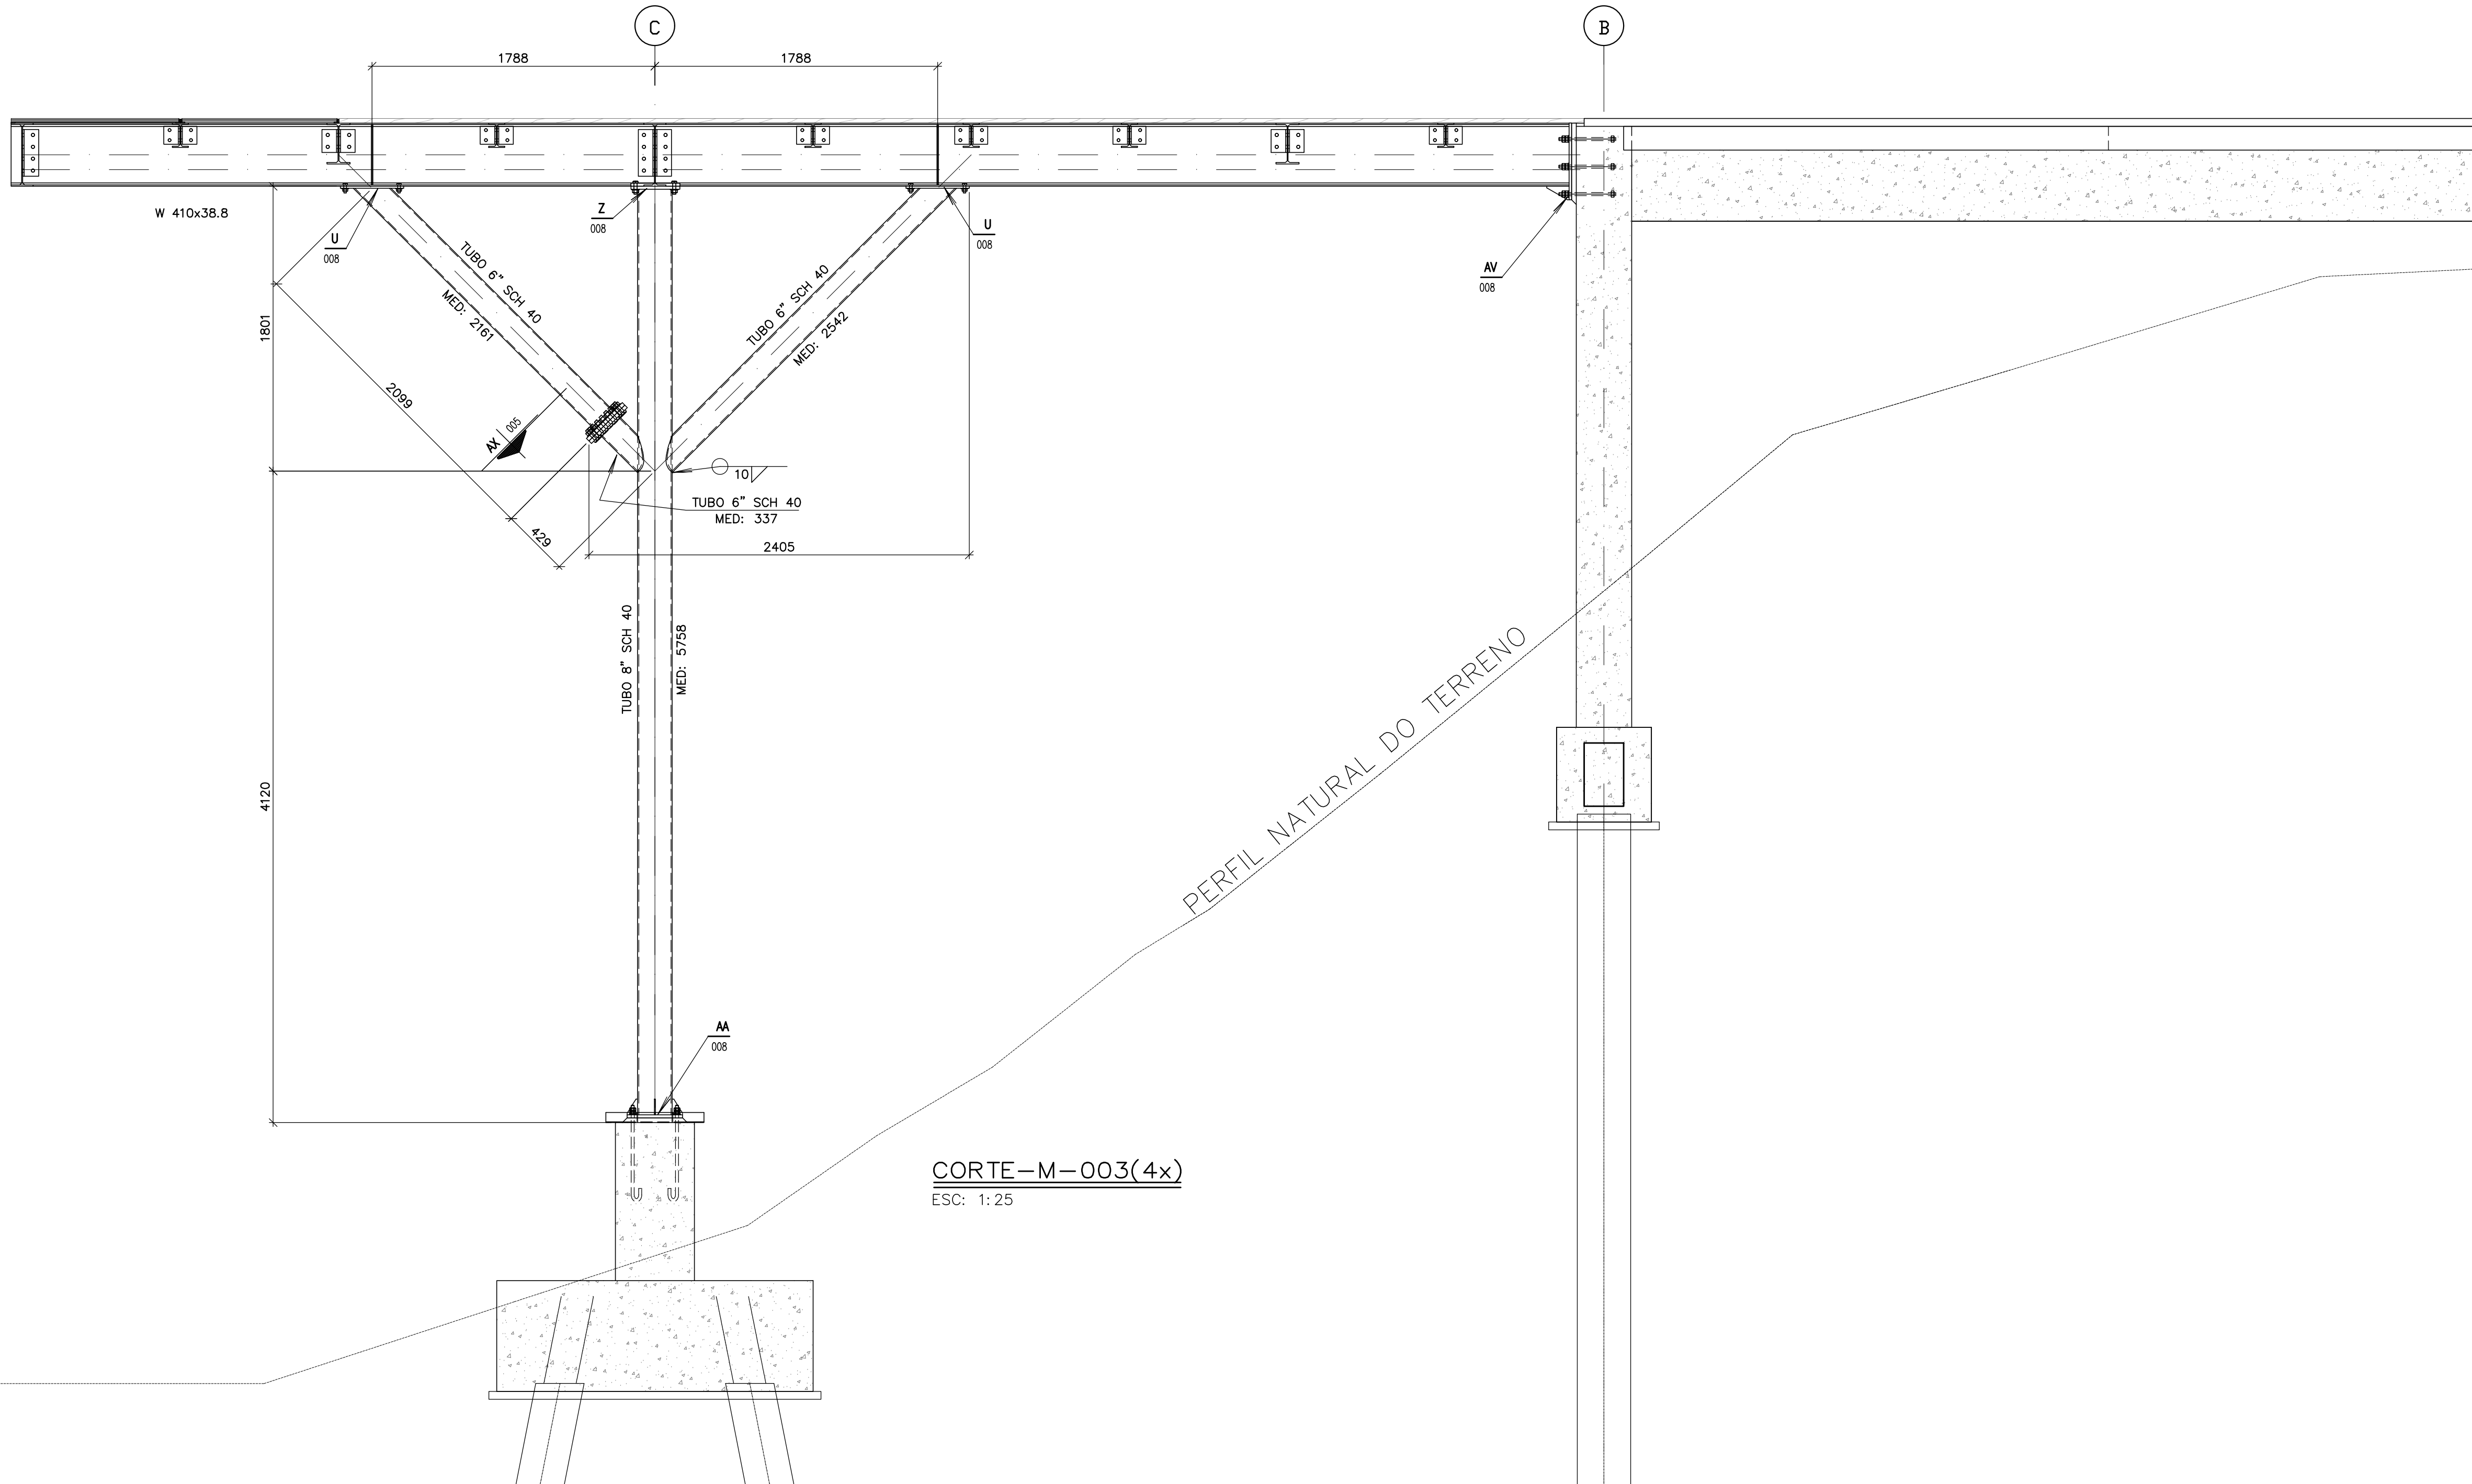 C
B
1788
1788
W 410x38.8
U
008
Z
008
U
008
AV
008
TUBO 6" SCH 40
MED: 2161
TUBO 6" SCH 40
MED: 2542
1801
2099
AX
005
10
TUBO 6" SCH 40
MED: 337
429
2405
TUBO 8" SCH 40
MED: 5758
PERFIL NATURAL DO TERRENO
4120
AA
008
CORTE-M-003(4x)
ESC: 1:25